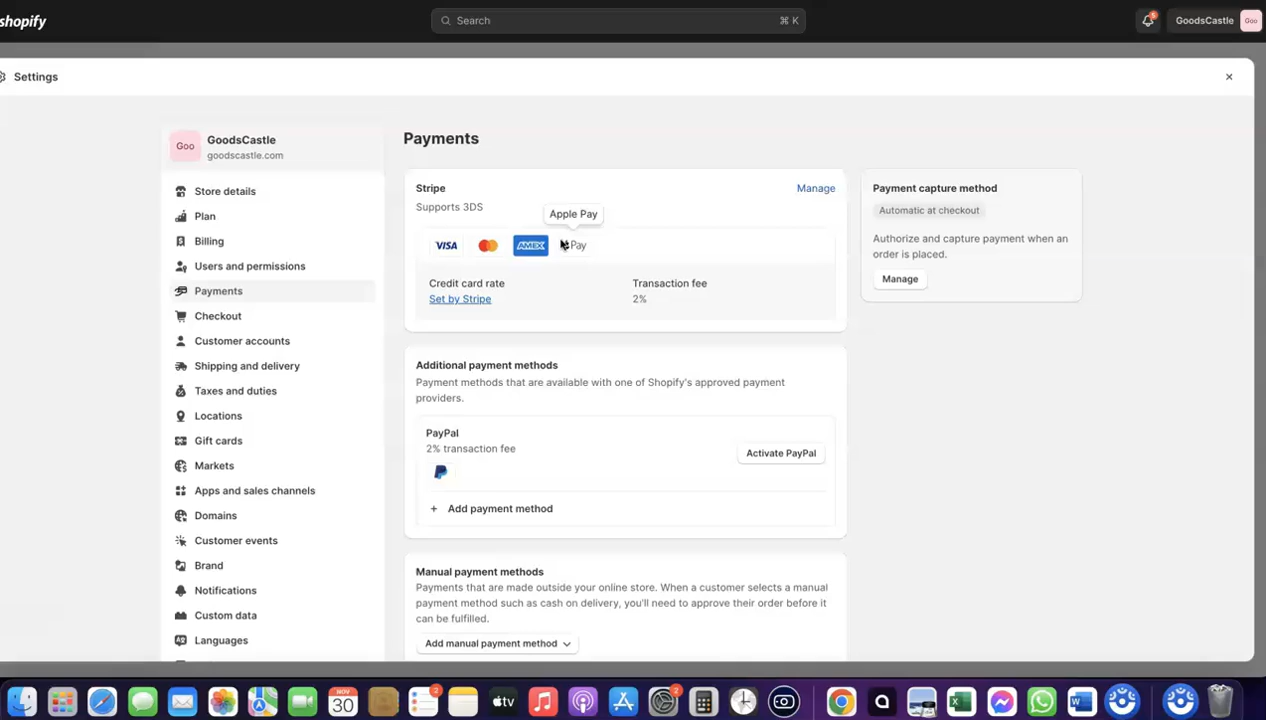 shopify
Search
⌘ K
5
GoodsCastle
Goo
Settings
Goo
GoodsCastle
goodscastle.com
Store details
Plan
Billing
Users and permissions
Payments
Checkout
Customer accounts
Shipping and delivery
Taxes and duties
Locations
Gift cards
Markets
Apps and sales channels
Domains
Customer events
Brand
Notifications
Custom data
Languages
Payments
Stripe
Manage
Supports 3DS
Apple Pay
VISA
AMEX
Pay
Credit card rate
Transaction fee
Set by Stripe
2%
Additional payment methods
Payment methods that are available with one of Shopify's approved payment
providers.
PayPal
2% transaction fee
Activate PayPal
+ Add payment method
Manual payment methods
Payments that are made outside your online store. When a customer selects a manual
payment method such as cash on delivery, you'll need to approve their order before it
can be fulfilled.
Add manual payment method
Payment capture method
Automatic at checkout
Authorize and capture payment when an
order is placed.
Manage
NOV
30
2
tv
2